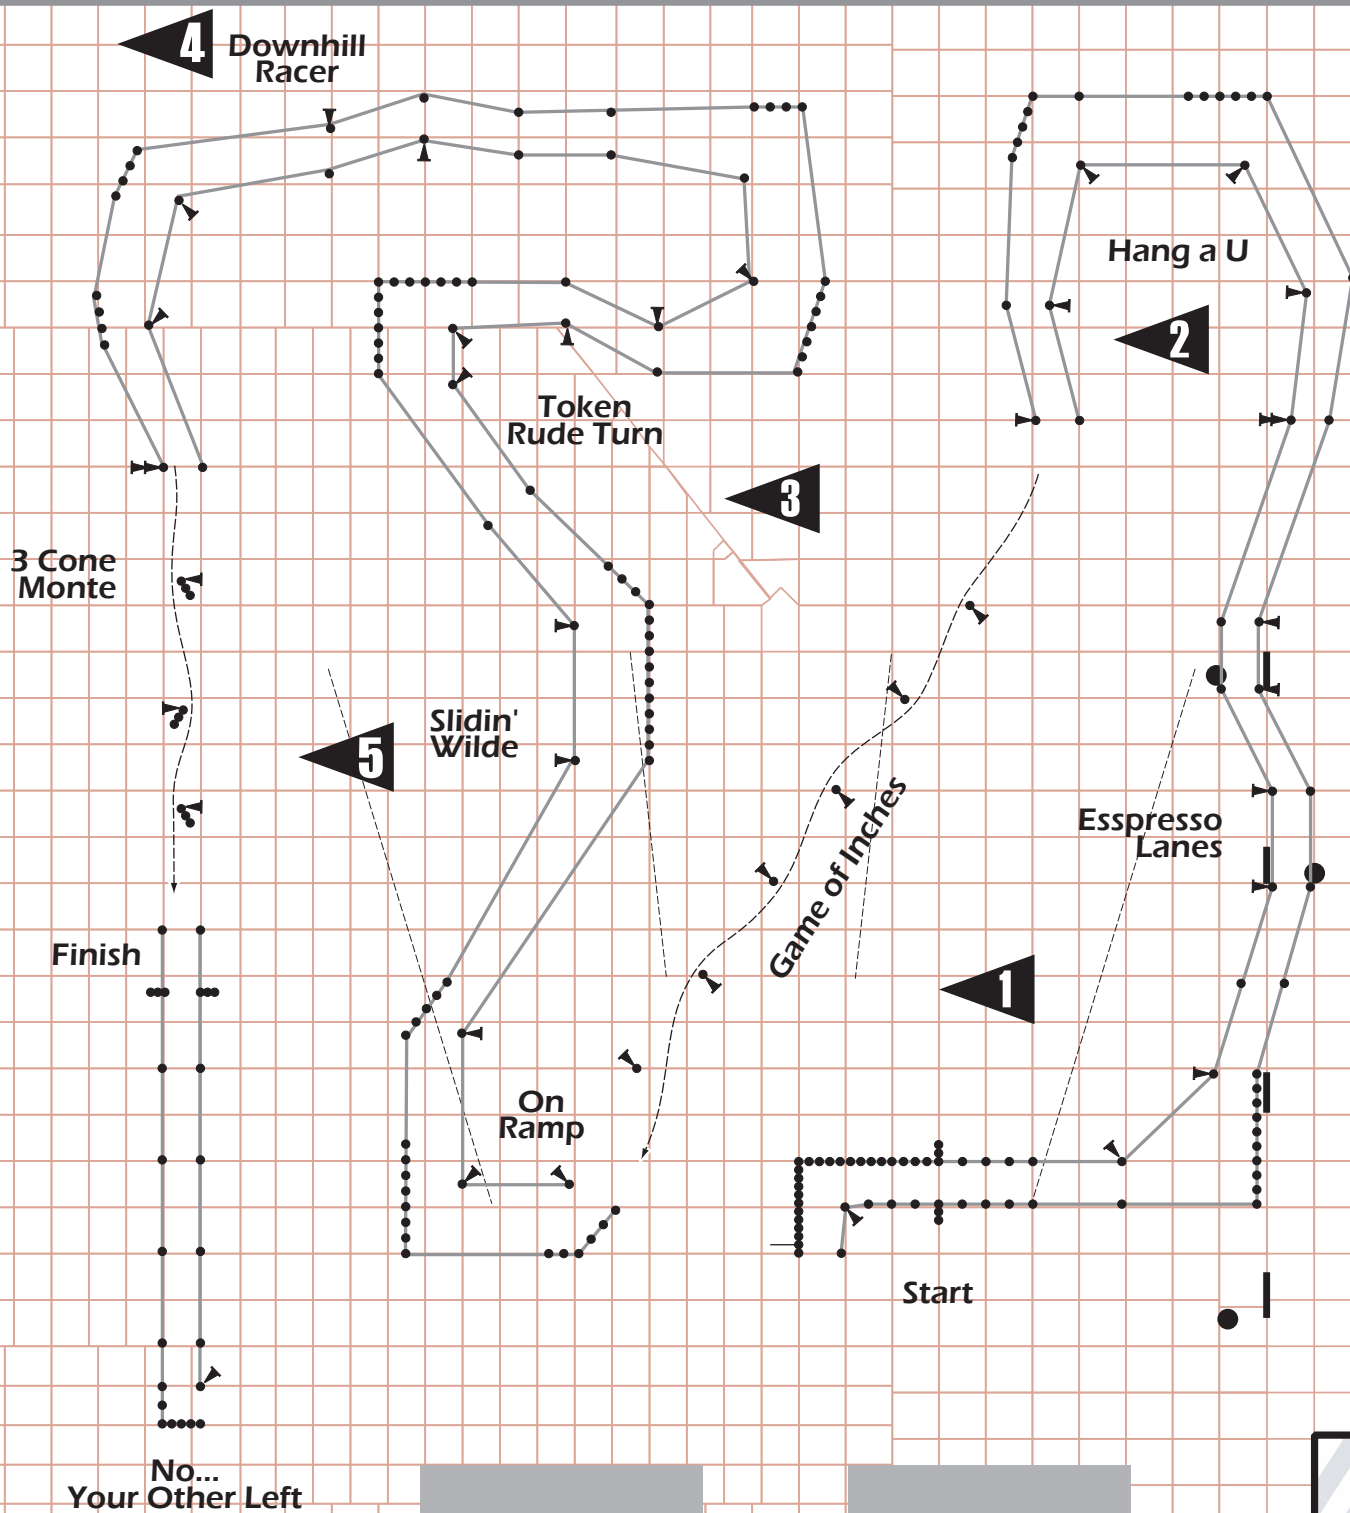 4
Downhill
Racer
Hang a U
2
Token
Rude Turn
3
3 Cone
Monte
Slidin'
Wilde
5
Game of Inches
Esspresso
Lanes
Finish
1
On
Ramp
Start
No...
Your Other Left